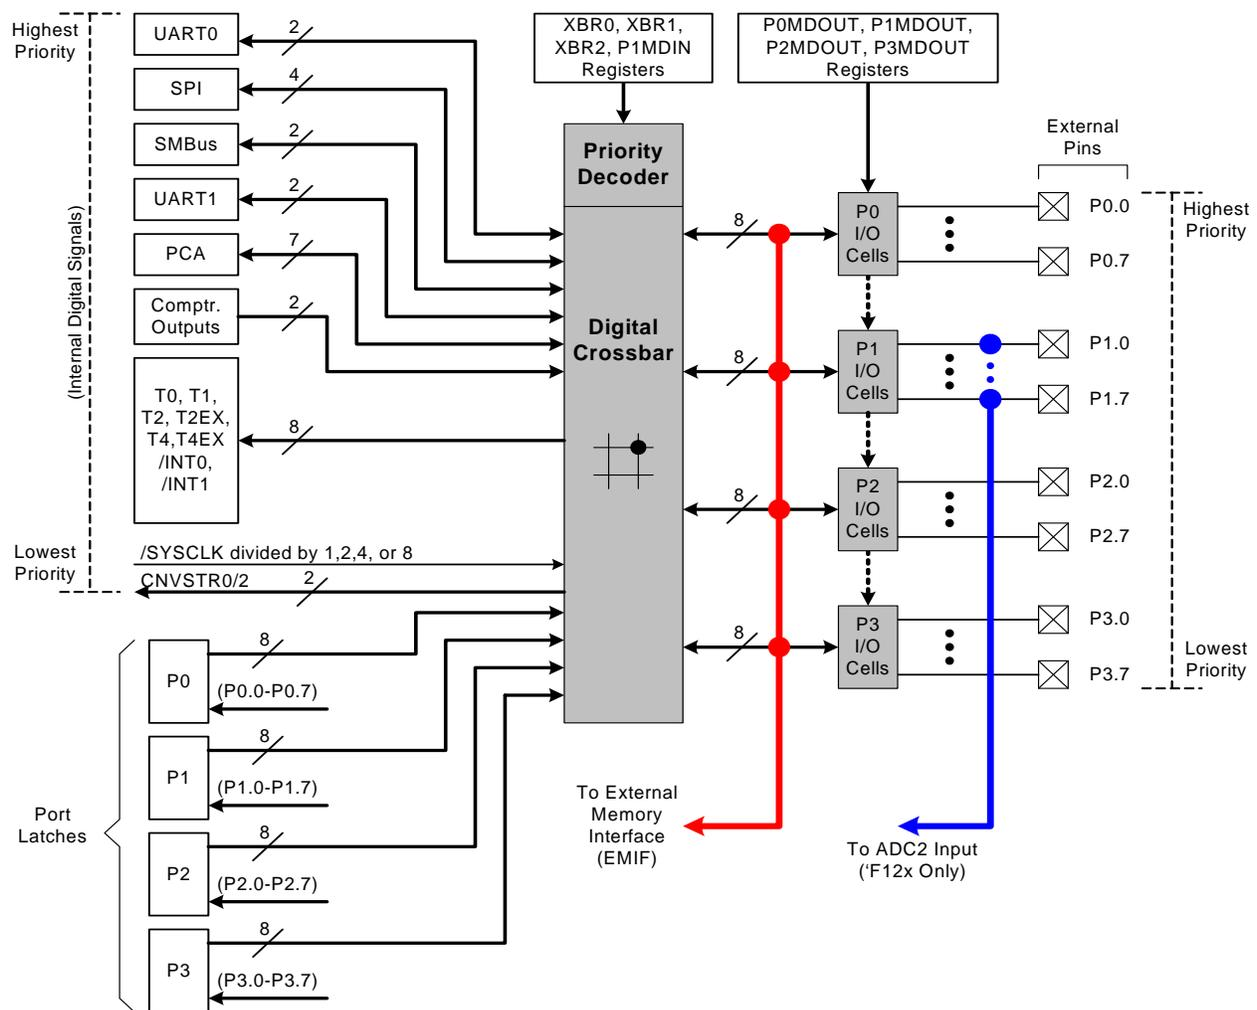 Highest
Priority
(Internal Digital Signals)
Lowest
Priority
UART0
2
SPI
4
SMBus
2
UART1
2
PCA
7
Comptr.
Outputs
2
T0, T1,
T2, T2EX,
T4,T4EX
/INT0,
/INT1
8
/SYSCLK divided by 1,2,4, or 8
CNVSTR0/2
2
Port
Latches
P0
8
(P0.0-P0.7)
P1
8
(P1.0-P1.7)
P2
8
(P2.0-P2.7)
P3
8
(P3.0-P3.7)
XBR0, XBR1,
XBR2, P1MDIN
Registers
Priority
Decoder
Digital
Crossbar
P0MDOUT, P1MDOUT,
P2MDOUT, P3MDOUT
Registers
External
Pins
8
P0
I/O
Cells
P0.0
P0.7
8
P1
I/O
Cells
P1.0
P1.7
8
P2
I/O
Cells
P2.0
P2.7
8
P3
I/O
Cells
P3.0
P3.7
Highest
Priority
Lowest
Priority
To External
Memory
Interface
(EMIF)
To ADC2 Input
(‘F12x Only)